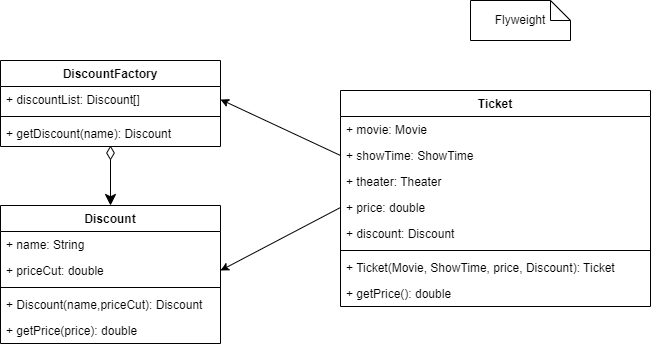 Flyweight
DiscountFactory
+ discountList: Discount[]
+ getDiscount(name): Discount
Discount
+ name: String
+ priceCut: double
+ Discount(name,priceCut): Discount
+ getPrice(price): double
Ticket
+ movie: Movie
+ showTime: ShowTime
+ theater: Theater
+ price: double
+ discount: Discount
+ Ticket(Movie, ShowTime, price, Discount): Ticket
+ getPrice(): double